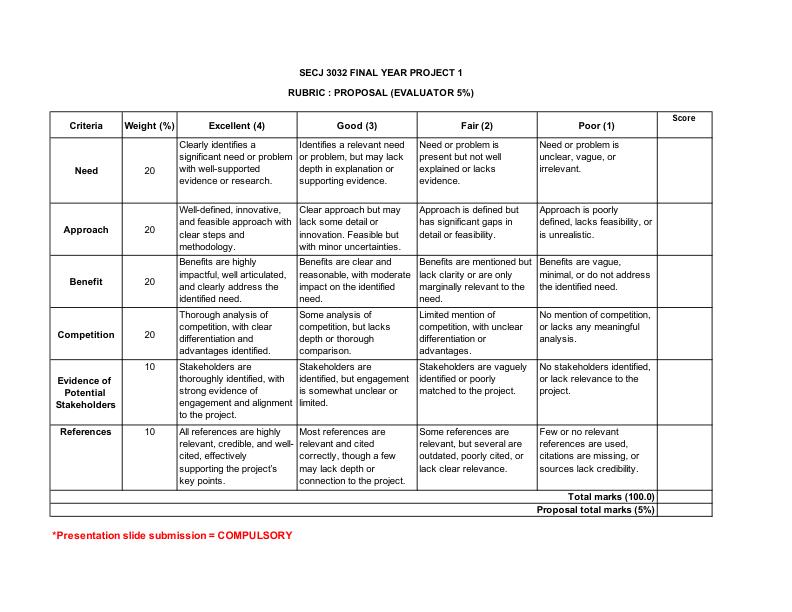 SECJ 3032 FINAL YEAR PROJECT 1
RUBRIC : PROPOSAL (EVALUATOR 5%)
Criteria
Weight (%)
Excellent (4)
Good (3)
Fair (2)
Poor (1)
Score
Need
20
Clearly identifies a
significant need or problem
with well-supported
evidence or research.
Identifies a relevant need
or problem, but may lack
depth in explanation or
supporting evidence.
Need or problem is
present but not well
explained or lacks
evidence.
Need or problem is
unclear, vague, or
irrelevant.
Approach
20
Well-defined, innovative,
and feasible approach with
clear steps and
methodology.
Clear approach but may
lack some detail or
innovation. Feasible but
with minor uncertainties.
Approach is defined but
has significant gaps in
detail or feasibility.
Approach is poorly
defined, lacks feasibility, or
is unrealistic.
Benefit
20
Benefits are highly
impactful, well articulated,
and clearly address the
identified need.
Benefits are clear and
reasonable, with moderate
impact on the identified
need.
Benefits are mentioned but
lack clarity or are only
marginally relevant to the
need.
Benefits are vague,
minimal, or do not address
the identified need.
Competition
20
Thorough analysis of
competition, with clear
differentiation and
advantages identified.
Some analysis of
competition, but lacks
depth or thorough
comparison.
Limited mention of
competition, with unclear
differentiation or
advantages.
No mention of competition,
or lacks any meaningful
analysis.
Evidence of
Potential
Stakeholders
10
Stakeholders are
thoroughly identified, with
strong evidence of
engagement and alignment
to the project.
Stakeholders are
identified, but engagement
is somewhat unclear or
limited.
Stakeholders are vaguely
identified or poorly
matched to the project.
No stakeholders identified,
or lack relevance to the
project.
References
10
All references are highly
relevant, credible, and well-
cited, effectively
supporting the project's
key points.
Most references are
relevant and cited
correctly, though a few
may lack depth or
connection to the project.
Some references are
relevant, but several are
outdated, poorly cited, or
lack clear relevance.
Few or no relevant
references are used,
citations are missing, or
sources lack credibility.
Total marks (100.0)
Proposal total marks (5%)
*Presentation slide submission = COMPULSORY